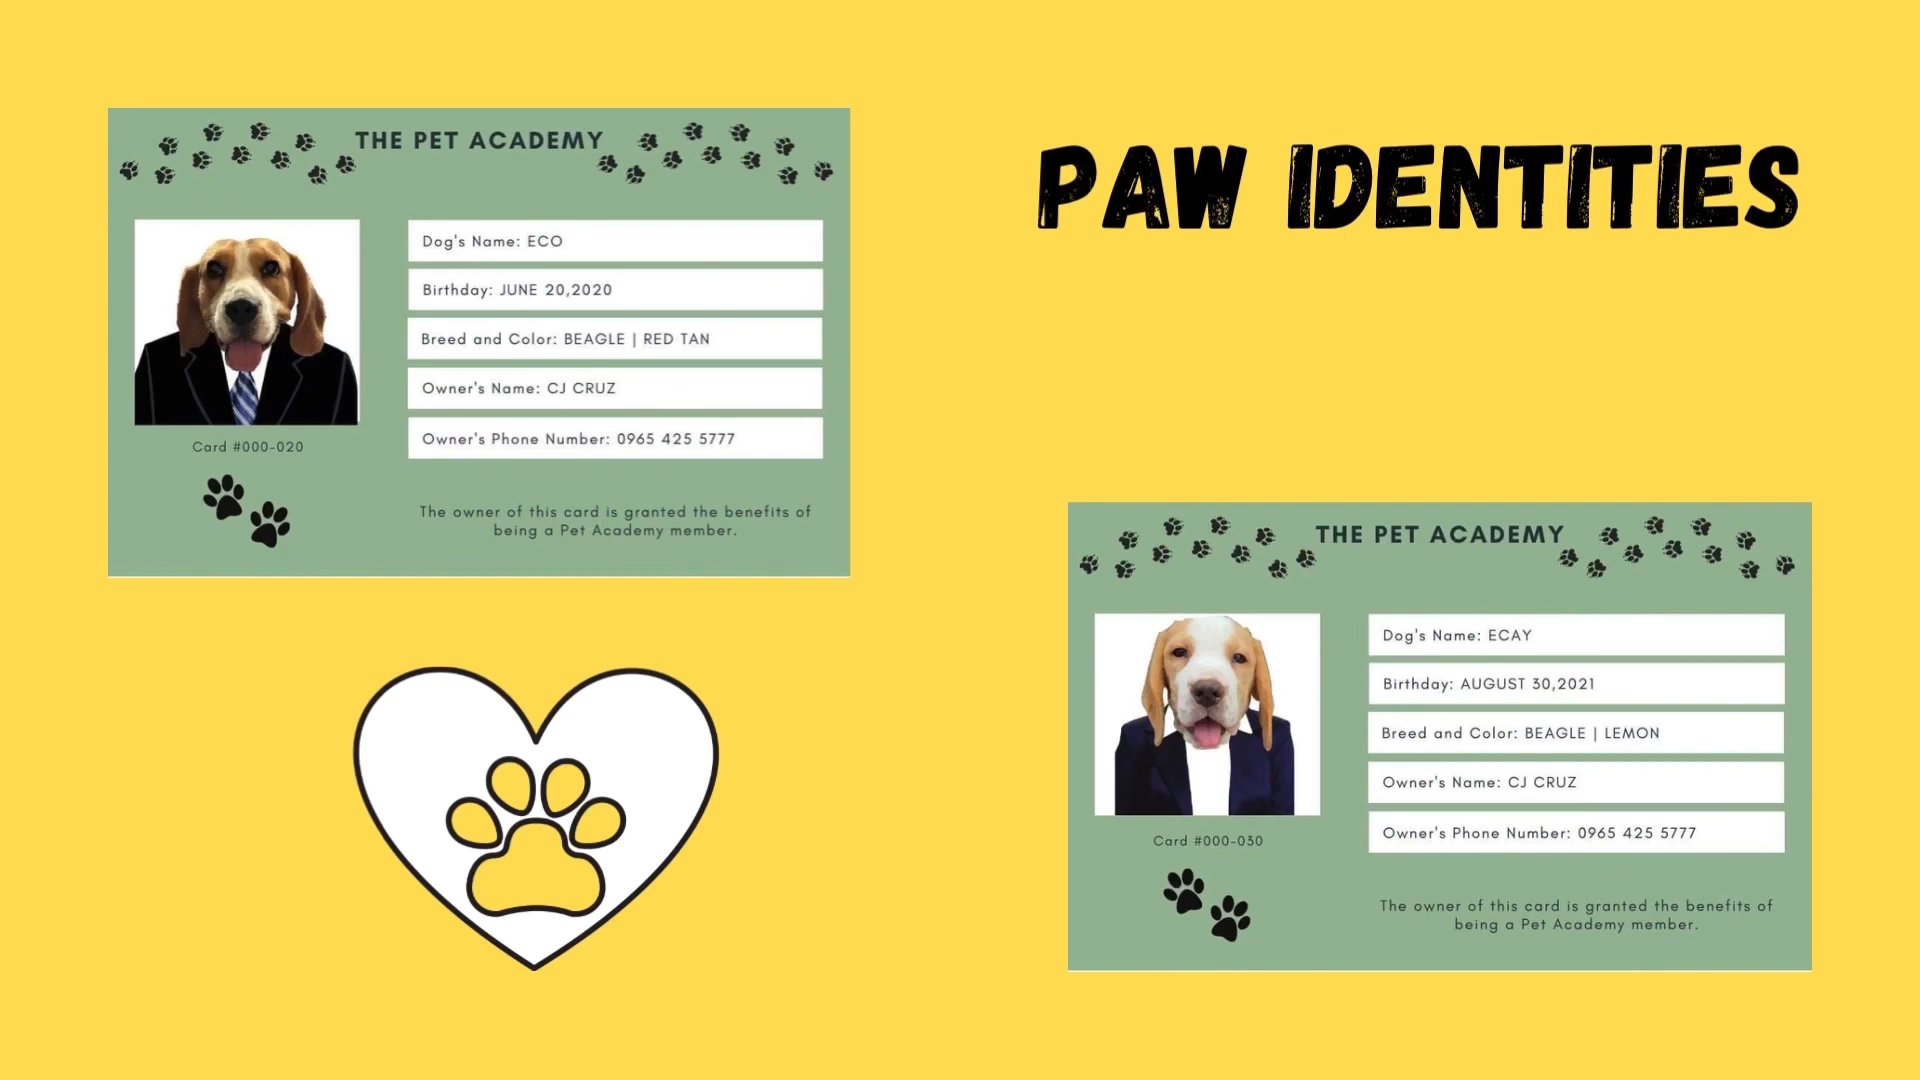 THE PET ACADEMY
Dog's Name: ECO
Birthday: JUNE 20,2020
Breed and Color: BEAGLE | RED TAN
Owner's Name: CJ CRUZ
Owner's Phone Number: 0965 425 5777
Card #000-020
The owner of this card is granted the benefits of
being a Pet Academy member.
PAW IDENTITIES
THE PET ACADEMY
Dog's Name: ECAY
Birthday: AUGUST 30,2021
Breed and Color: BEAGLE | LEMON
Owner's Name: CJ CRUZ
Owner's Phone Number: 0965 425 5777
Card #000-030
The owner of this card is granted the benefits of
being a Pet Academy member.